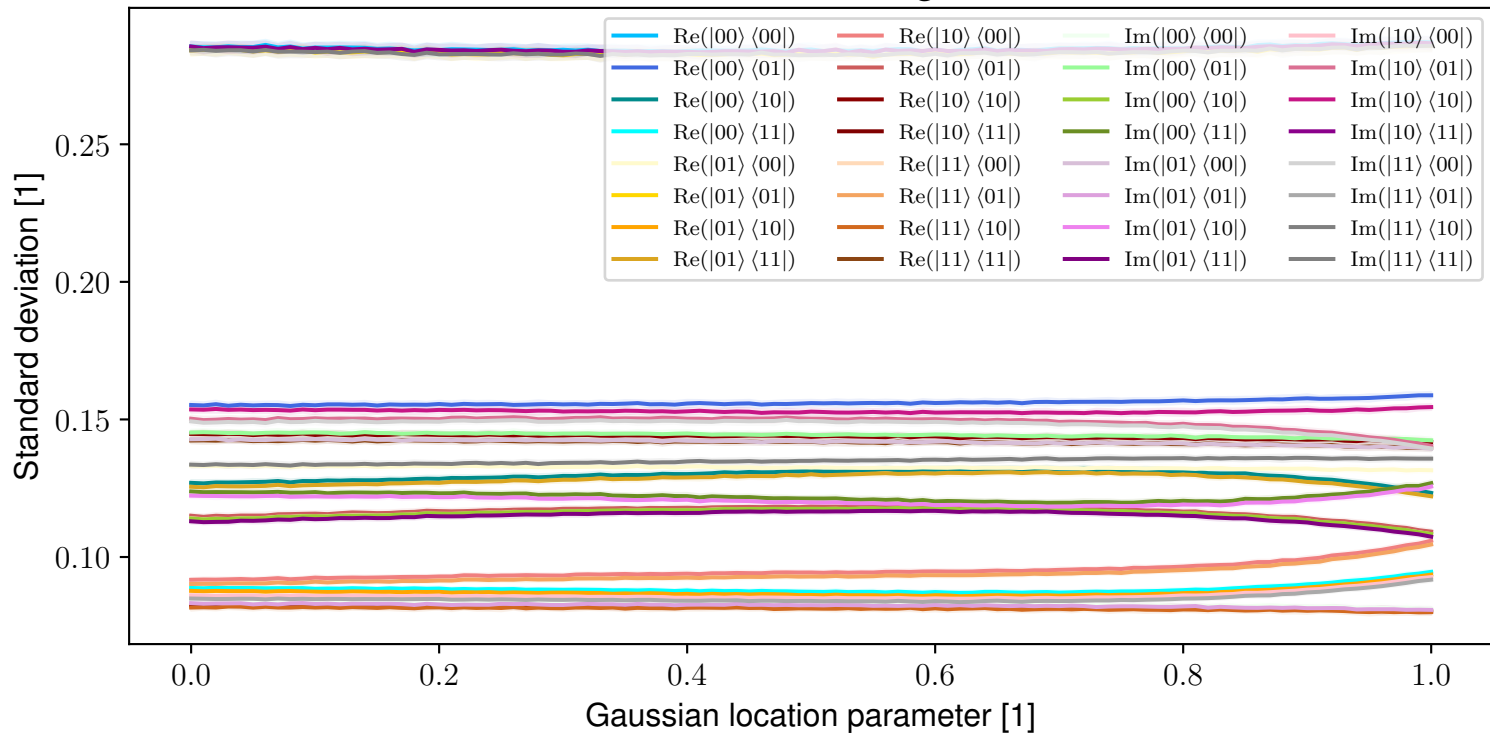 Re(|00⟩ ⟨00|) Re(|10⟩ ⟨00|) Im(|00⟩ ⟨00|) Im(|10⟩ ⟨00|)
Re(|00⟩ ⟨01|) Re(|10⟩ ⟨01|) Im(|00⟩ ⟨01|) Im(|10⟩ ⟨01|)
Re(|00⟩ ⟨10|) Re(|10⟩ ⟨10|) Im(|00⟩ ⟨10|) Im(|10⟩ ⟨10|)
Re(|00⟩ ⟨11|) Re(|10⟩ ⟨11|) Im(|00⟩ ⟨11|) Im(|10⟩ ⟨11|)
Re(|01⟩ ⟨00|) Re(|11⟩ ⟨00|) Im(|01⟩ ⟨00|) Im(|11⟩ ⟨00|)
Re(|01⟩ ⟨01|) Re(|11⟩ ⟨01|) Im(|01⟩ ⟨01|) Im(|11⟩ ⟨01|)
Re(|01⟩ ⟨10|) Re(|11⟩ ⟨10|) Im(|01⟩ ⟨10|) Im(|11⟩ ⟨10|)
Re(|01⟩ ⟨11|) Re(|11⟩ ⟨11|) Im(|01⟩ ⟨11|) Im(|11⟩ ⟨11|)
Standard deviation [1]
0.25
0.20
0.15
0.10
0.0 0.2 0.4 0.6 0.8 1.0
Gaussian location parameter [1]